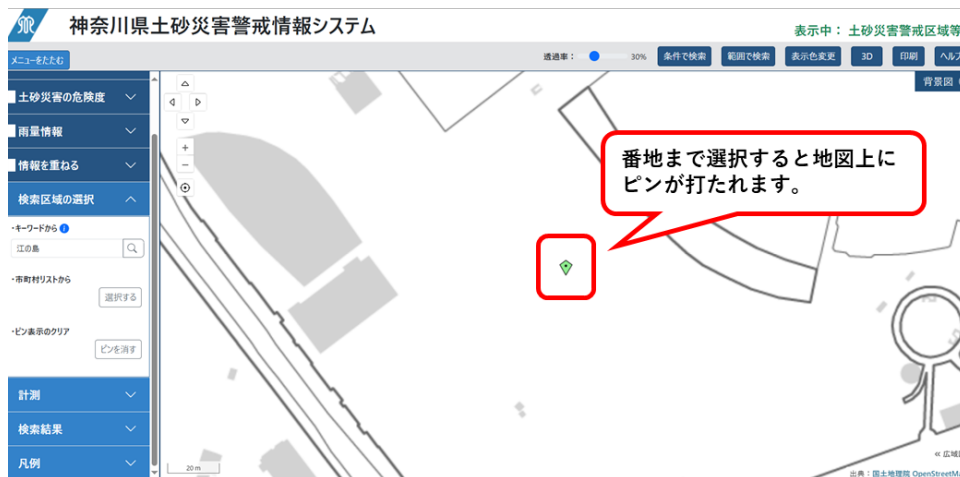 神奈川県土砂災害警戒情報システム
表示中： 土砂災害警戒区域等
メニューをたたむ
透過率： 30% 条件で検索 範囲で検索 表示色変更 3D 印刷 ヘル
背景図
土砂災害の危険度
雨量情報
情報を重ねる
検索区域の選択
・キーワードから
江の島
・市町村リストから
選択する
・ピン表示のクリア
ピンを消す
計測
検索結果
凡例
番地まで選択すると地図上に
ピンが打たれます。
20 m
« 広域
出典：国土地理院 OpenStreetM